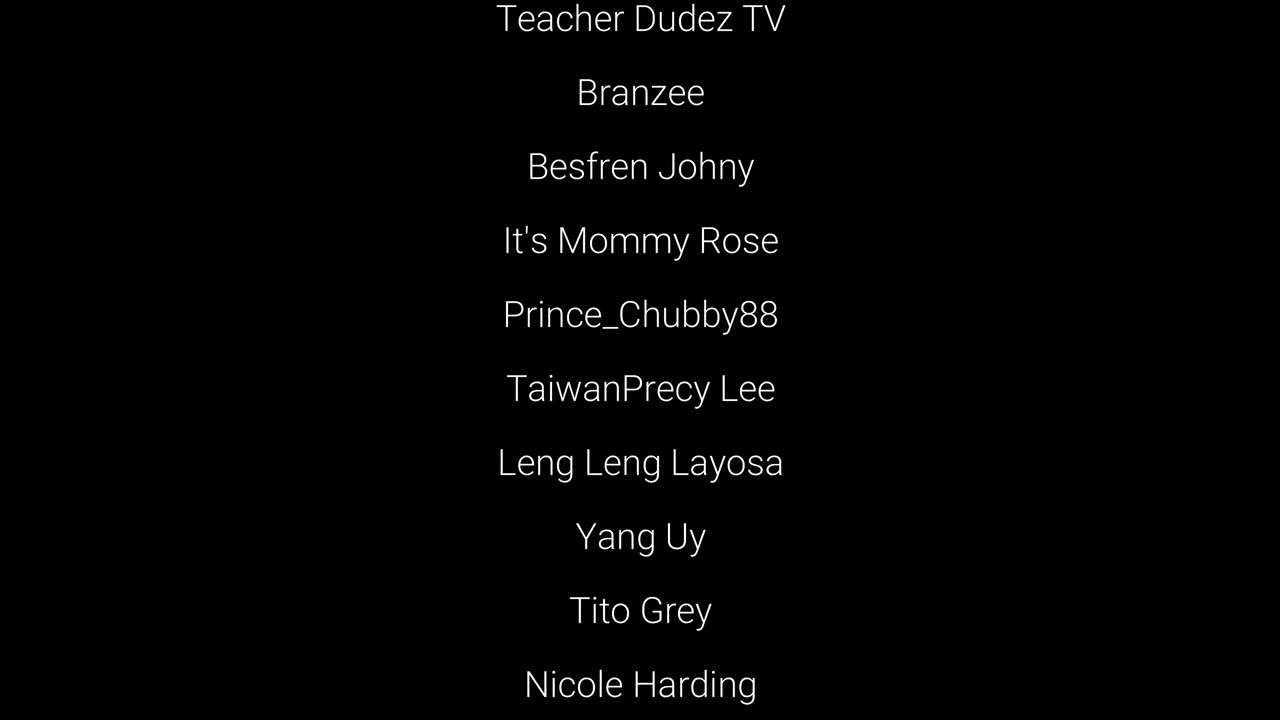 Teacher Dudez TV
Branzee
Besfren Johny
It's Mommy Rose
Prince_Chubby88
TaiwanPrecy Lee
Leng Leng Layosa
Yang Uy
Tito Grey
Nicole Harding